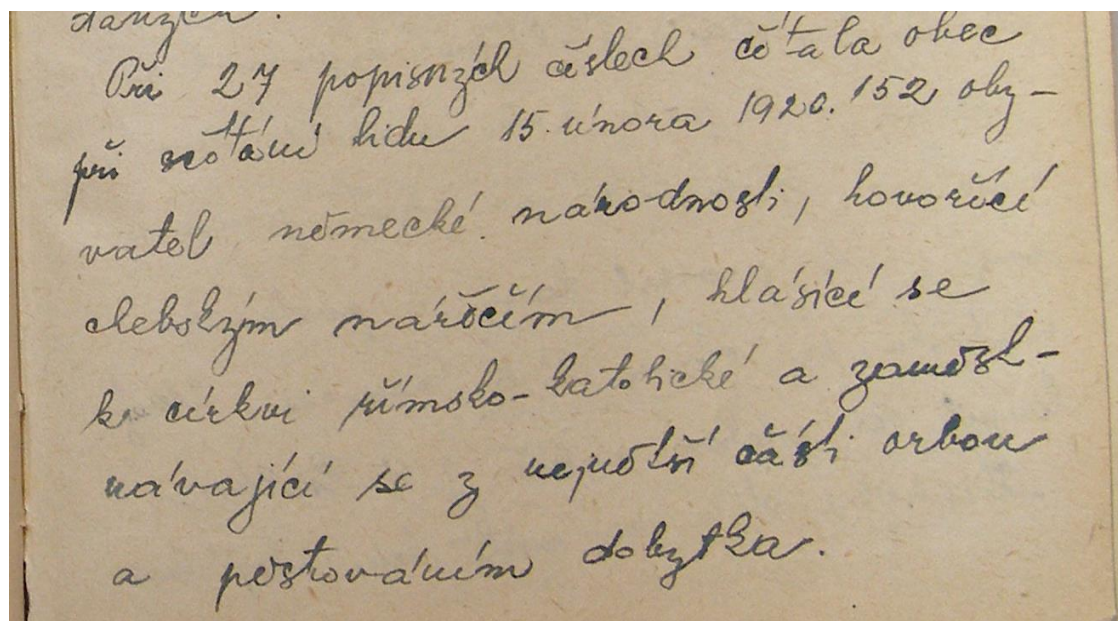 Při 27 popisných číslech čítala obec
při sčítání lidu 15. února 1920. 152 oby-
vatel německé národnosti, hovořící
chebským nářečím, hlásící se
k církvi římsko-katolické a zaměst-
návající se z největší části orbou
a pěstováním dobytka.